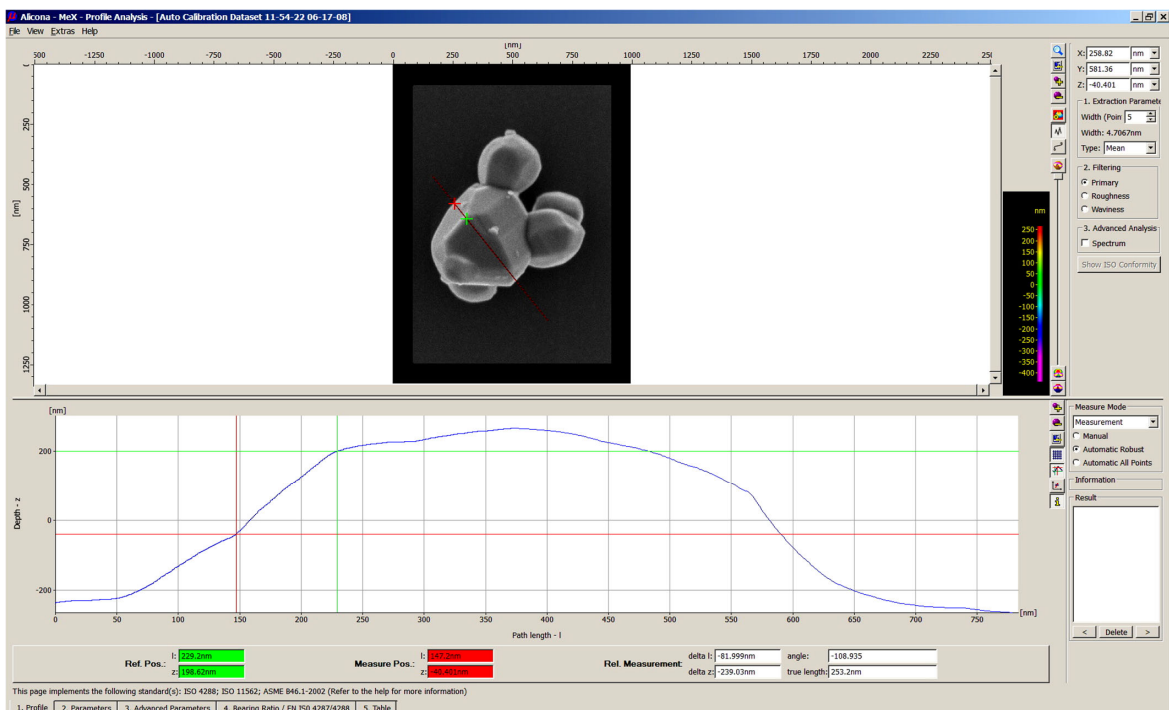 Alicona - MeX - Profile Analysis - [Auto Calibration Dataset 11-54-22 06-17-08]
File View Extras Help
[nm]
500 -1250 -1000 -750 -500 -250 0 250 500 750 1000 1250 1500 1750 2000 2250
X: 258.82 nm
Y: 581.36 nm
Z: -40.401 nm
1. Extraction Paramete
Width (Poin 5
Width: 4.7067nm
Type: Mean
2. Filtering
Primary
Roughness
Waviness
3. Advanced Analysis
Spectrum
Show ISO Conformity
250
500
750
1000
1250
[nm]
nm
250
200
150
100
50
0
-50
-100
-150
-200
-250
-300
-350
-400
[nm]
200
0
-200
Depth - z
0 50 100 150 200 250 300 350 400 450 500 550 600 650 700 750
[nm]
Path length - l
Measure Mode
Measurement
Manual
Automatic Robust
Automatic All Points
Information
Result
< Delete >
Ref. Pos.: l: 229.2nm Measure Pos.: l: 147.2nm Rel. Measurement: delta l: -81.999nm angle: -108.935
z: 198.62nm z: -40.401nm delta z: -239.03nm true length: 253.2nm
This page implements the following standard(s): ISO 4288; ISO 11562; ASME B46.1-2002 (Refer to the help for more information)
1. Profile 2. Parameters 3. Advanced Parameters 4. Bearing Ratio / EN ISO 4287/4288 5. Table